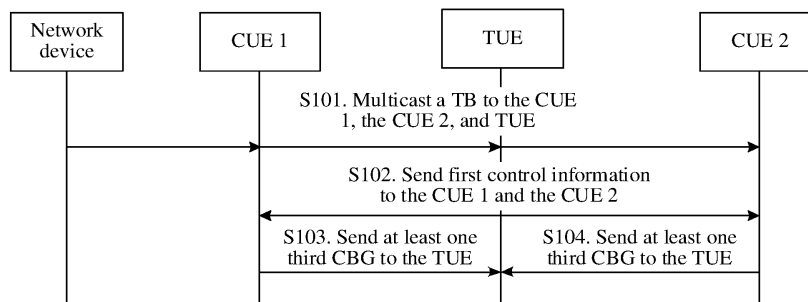 Network
device
CUE 1
TUE
CUE 2
S101. Multicast a TB to the CUE
1, the CUE 2, and TUE
S102. Send first control information
to the CUE 1 and the CUE 2
S103. Send at least one
third CBG to the TUE
S104. Send at least one
third CBG to the TUE